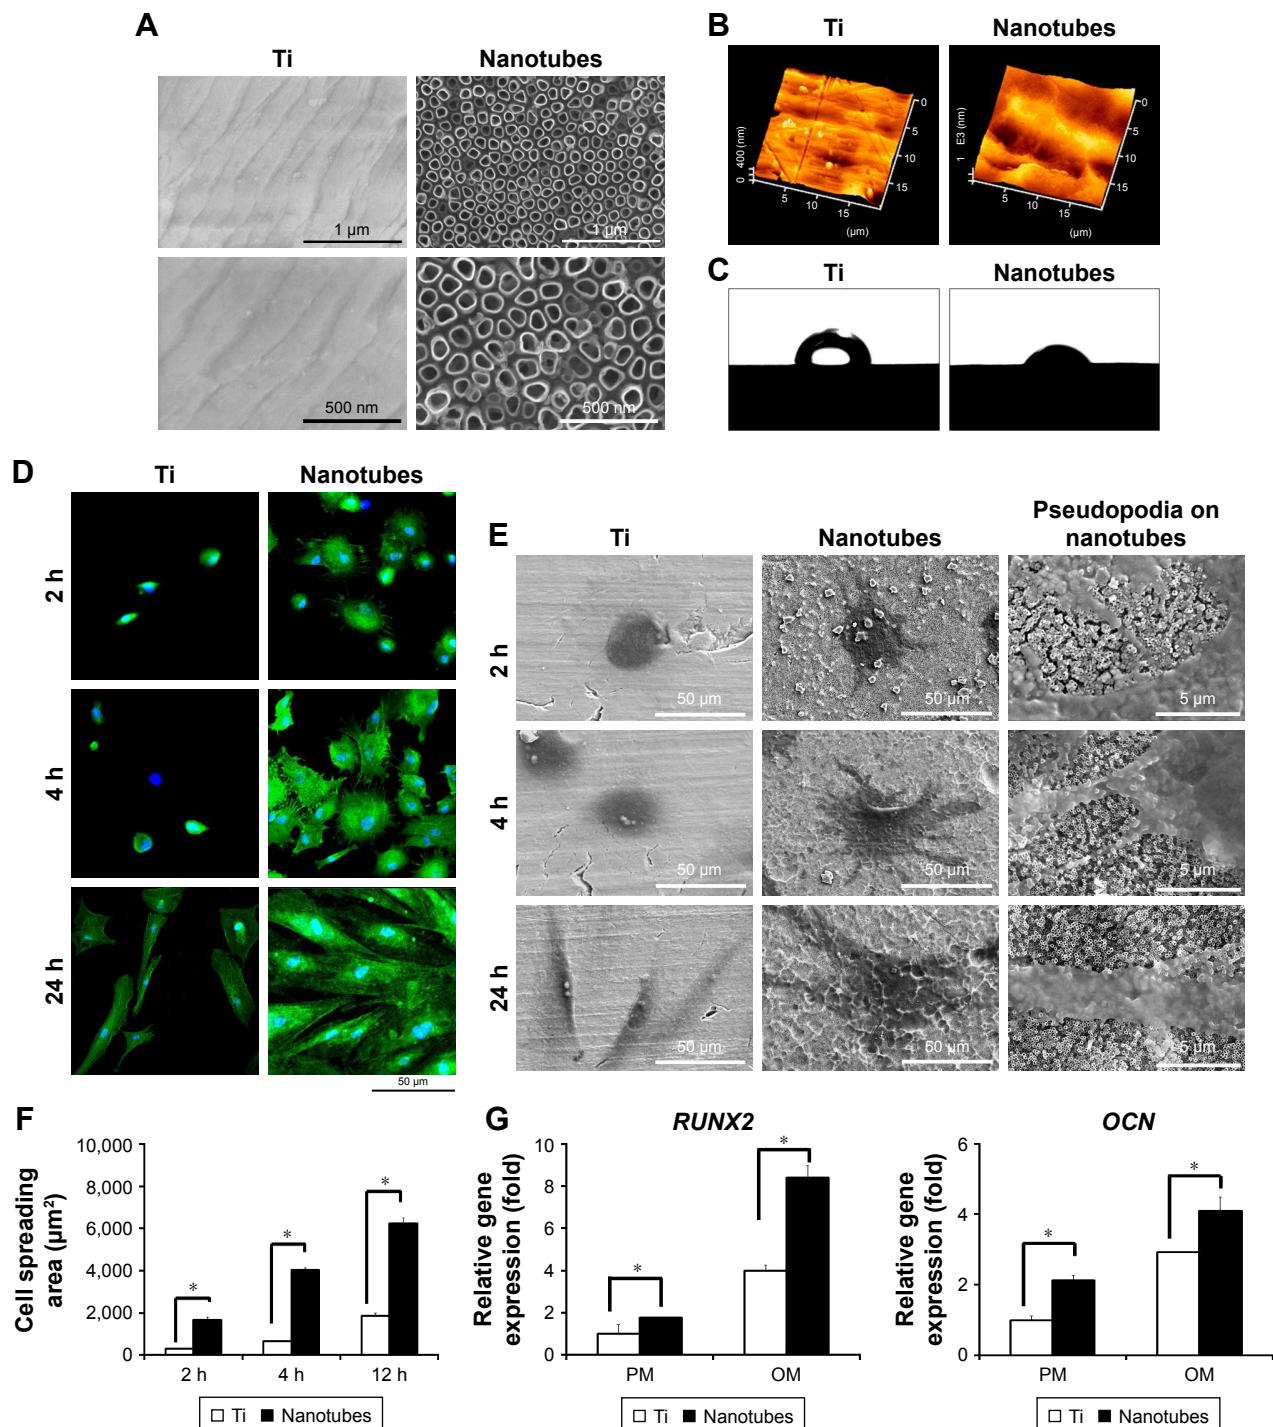 A
Ti
Nanotubes
1 µm
1 µm
500 nm
500 nm
B
Ti
Nanotubes
0 400 (nm)
0
5
10
15
5
10
15
(µm)
1 E3 (nm)
0
5
10
15
5
10
15
(µm)
C
Ti
Nanotubes
D
Ti
Nanotubes
2 h
4 h
24 h
50 µm
E
Ti
Nanotubes
Pseudopodia on
nanotubes
2 h
50 µm
50 µm
5 µm
4 h
50 µm
50 µm
5 µm
24 h
50 µm
50 µm
5 µm
F
Cell spreading
area (µm²)
10,000
8,000
6,000
4,000
2,000
0
*
*
*
2 h
4 h
12 h
Ti
Nanotubes
G
RUNX2
Relative gene
expression (fold)
10
8
6
4
2
0
*
*
PM
OM
Ti
Nanotubes
OCN
Relative gene
expression (fold)
6
4
2
0
*
*
PM
OM
Ti
Nanotubes